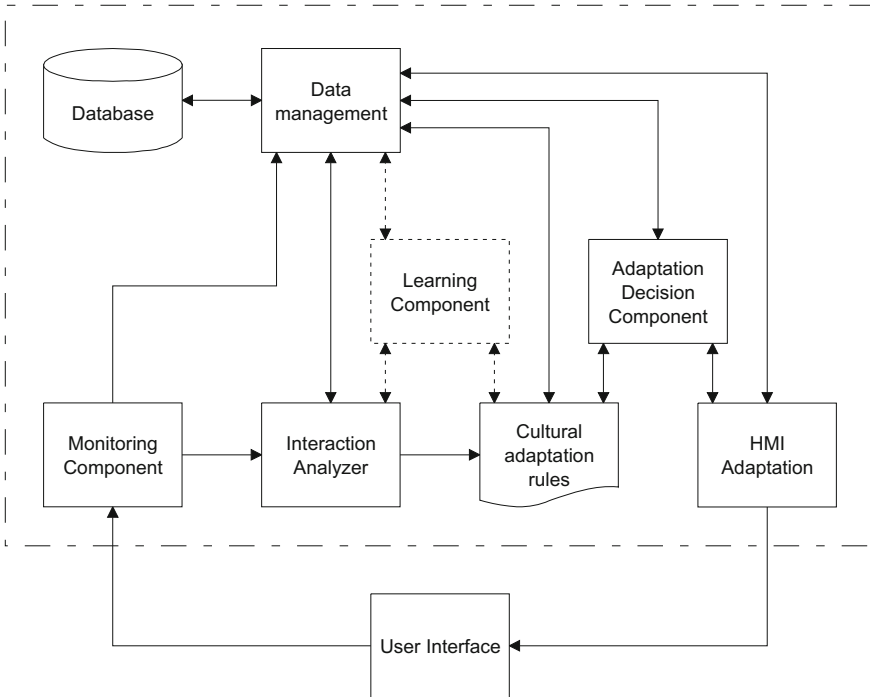 Database
Data
management
Learning
Component
Adaptation
Decision
Component
Monitoring
Component
Interaction
Analyzer
Cultural
adaptation
rules
HMI
Adaptation
User Interface